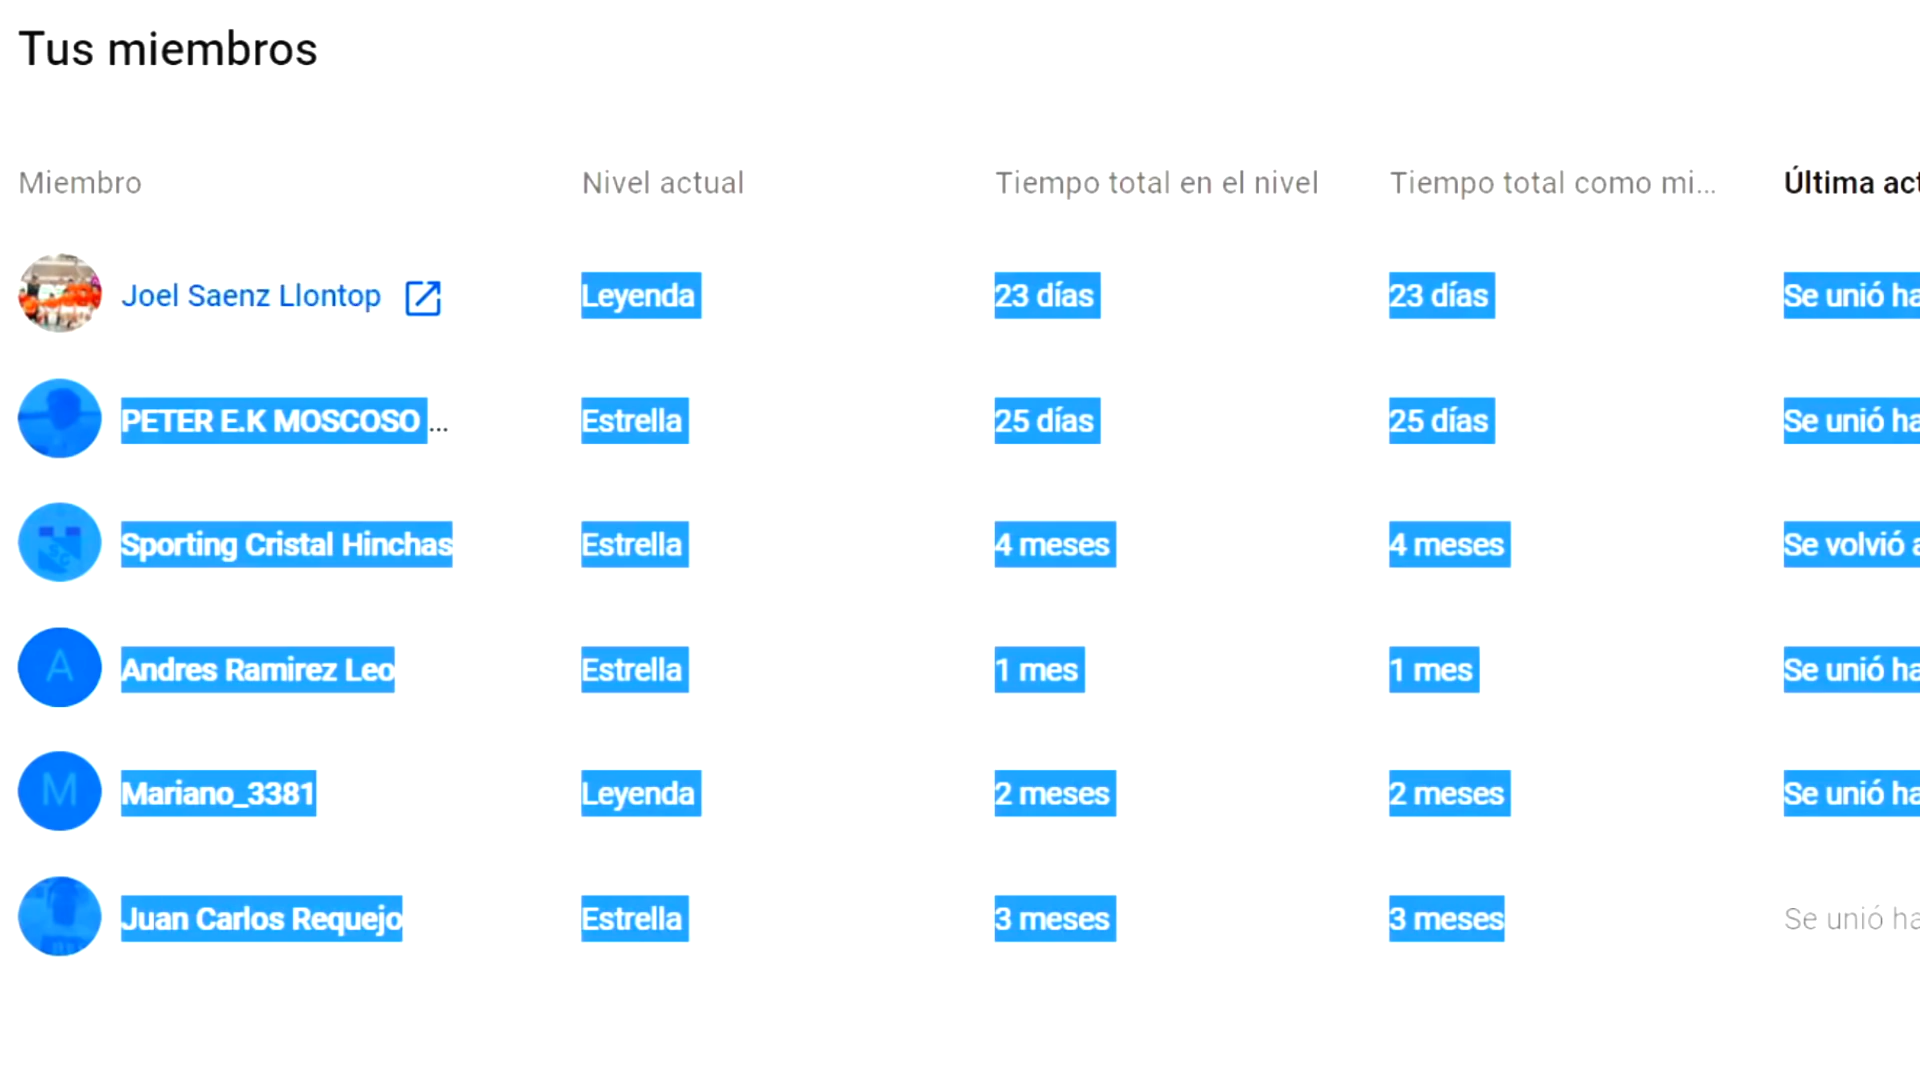 Tus miembros
Miembro Nivel actual Tiempo total en el nivel Tiempo total como mi... Última act
Joel Saenz Llontop Leyenda 23 días 23 días Se unió ha
PETER E.K MOSCOSO ... Estrella 25 días 25 días Se unió ha
Sporting Cristal Hinchas Estrella 4 meses 4 meses Se volvió a
A Andres Ramirez Leo Estrella 1 mes 1 mes Se unió ha
M Mariano_3381 Leyenda 2 meses 2 meses Se unió ha
Juan Carlos Requejo Estrella 3 meses 3 meses Se unió ha